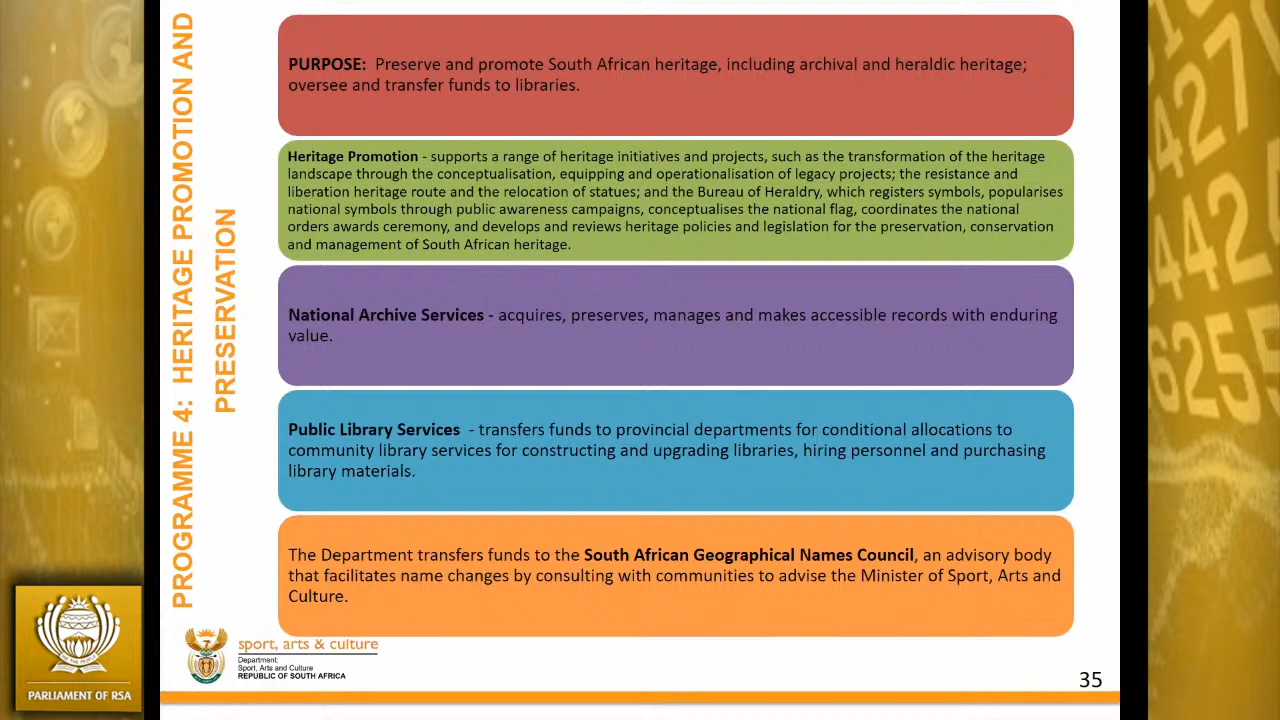 PROGRAMME 4:  HERITAGE PROMOTION AND
PRESERVATION
PURPOSE:  Preserve and promote South African heritage, including archival and heraldic heritage;
oversee and transfer funds to libraries.
Heritage Promotion - supports a range of heritage initiatives and projects, such as the transformation of the heritage
landscape through the conceptualisation, equipping and operationalisation of legacy projects; the resistance and
liberation heritage route and the relocation of statues; and the Bureau of Heraldry, which registers symbols, popularises
national symbols through public awareness campaigns, conceptualises the national flag, coordinates the national
orders awards ceremony, and develops and reviews heritage policies and legislation for the preservation, conservation
and management of South African heritage.
National Archive Services - acquires, preserves, manages and makes accessible records with enduring
value.
Public Library Services  - transfers funds to provincial departments for conditional allocations to
community library services for constructing and upgrading libraries, hiring personnel and purchasing
library materials.
The Department transfers funds to the South African Geographical Names Council, an advisory body
that facilitates name changes by consulting with communities to advise the Minister of Sport, Arts and
Culture.
sport, arts & culture
Department:
Sport, Arts and Culture
REPUBLIC OF SOUTH AFRICA
35
PARLIAMENT OF RSA
427
442
6255